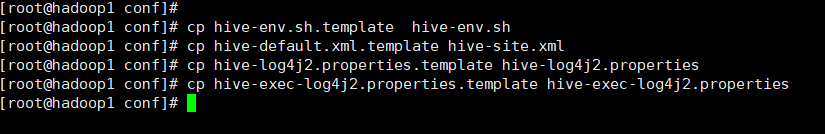 [root@hadoop1 conf]#
[root@hadoop1 conf]# cp hive-env.sh.template  hive-env.sh
[root@hadoop1 conf]# cp hive-default.xml.template hive-site.xml
[root@hadoop1 conf]# cp hive-log4j2.properties.template hive-log4j2.properties
[root@hadoop1 conf]# cp hive-exec-log4j2.properties.template hive-exec-log4j2.properties
[root@hadoop1 conf]#